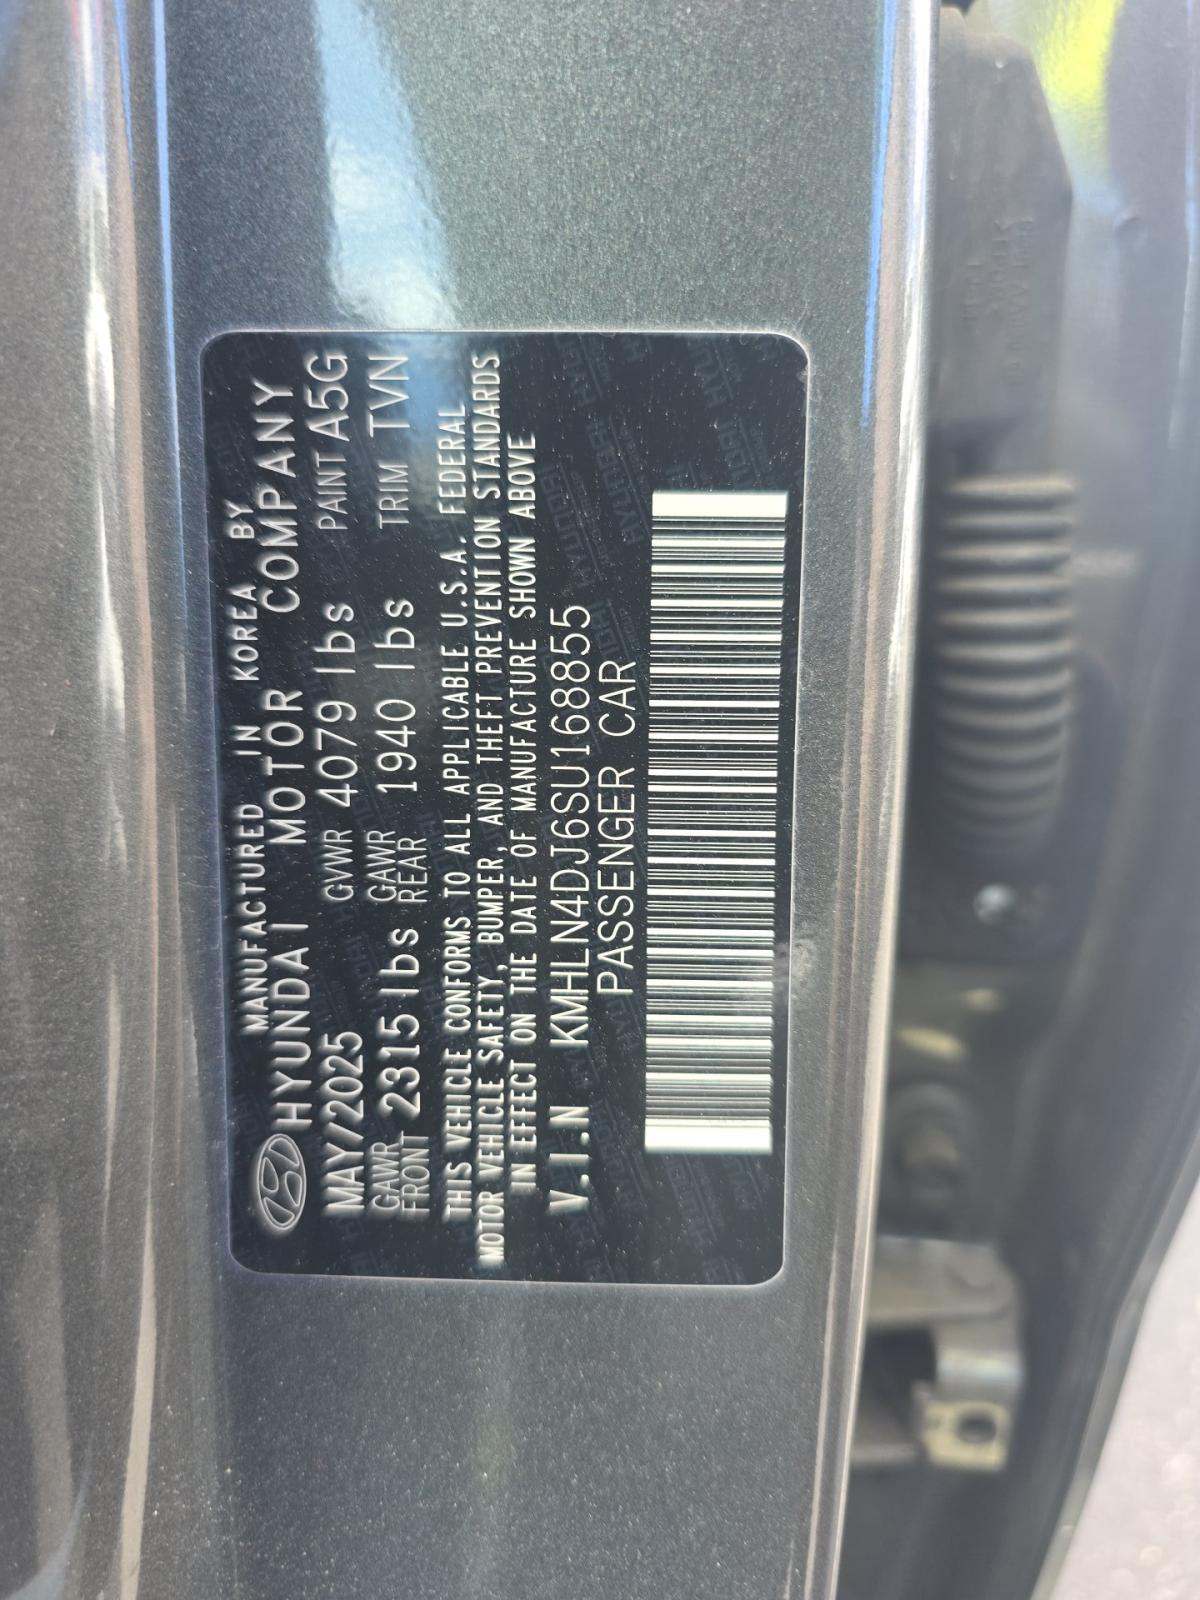 MANUFACTURED IN KOREA BY
HYUNDAI MOTOR COMPANY
MAY/2025 GVWR 4079 lbs PAINT A5G
GAWR FRONT 2315 lbs GAWR REAR 1940 lbs TRIM TVN
THIS VEHICLE CONFORMS TO ALL APPLICABLE U.S.A. FEDERAL
MOTOR VEHICLE SAFETY, BUMPER, AND THEFT PREVENTION STANDARDS
IN EFFECT ON THE DATE OF MANUFACTURE SHOWN ABOVE
V.I.N KMHLN4DJ6SU168855
PASSENGER CAR